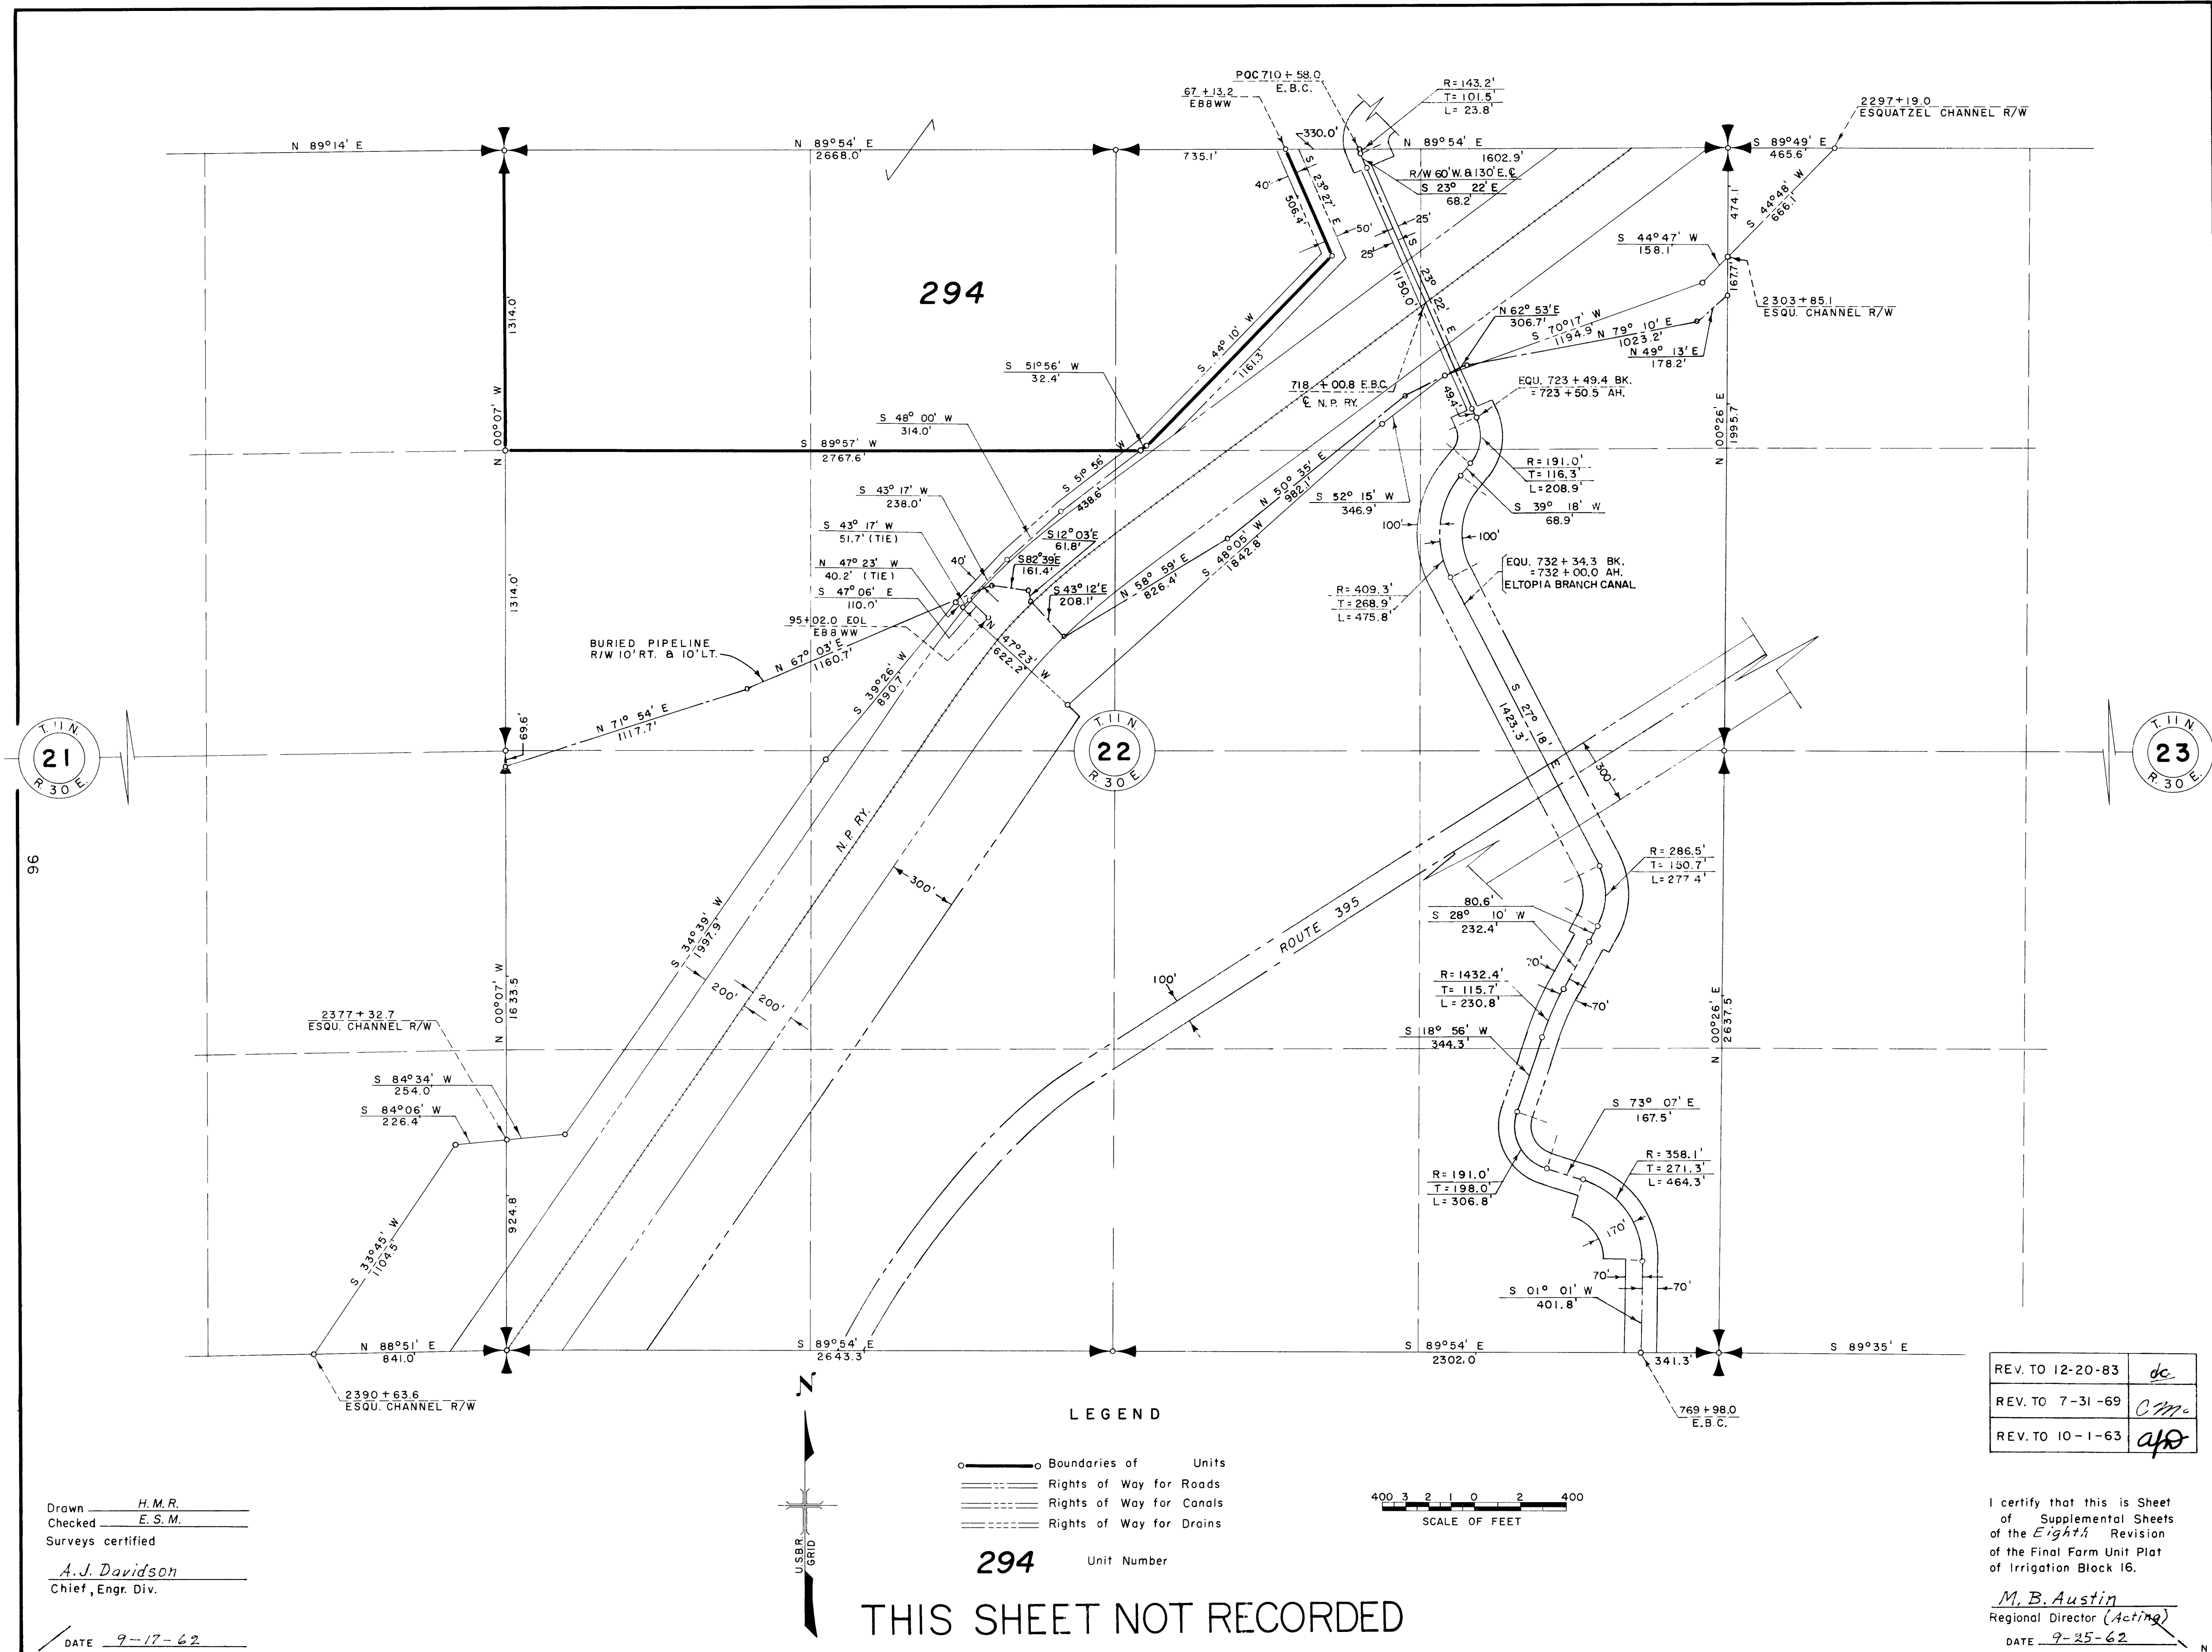 POC 710 + 58.0
E.B.C.
67 + 13.2
EB8WW
R = 143.2'
T = 101.5'
L = 23.8'
2297+19.0
ESQUATZEL CHANNEL R/W
N 89°14' E
N 89°54' E
2668.0'
735.1'
330.0'
N 89°54' E
1602.9'
S 89°49' E
465.6'
R/W 60'W. & 130'E. ℄
S 23° 22' E
68.2'
40'
S 23° 27' E
506.4'
50'
25'
25'
S 23° 22' E
1150.0'
474.1'
S 44°48' W
666.1'
S 44°47' W
158.1'
167.7'
2303+85.1
ESQU. CHANNEL R/W
294
1314.0'
N 00°07' W
S 44° 10' W
1161.3'
S 51°56' W
32.4'
N 62° 53' E
306.7'
S 70°17' W
1194.9'
N 79° 10' E
1023.2'
N 49° 13' E
178.2'
718 + 00.8 E.B.C.
℄ N.P. RY.
49.4'
EQU. 723 + 49.4 BK.
= 723 + 50.5 AH.
N 00°26' E
1995.7'
S 48° 00' W
314.0'
S 89°57' W
2767.6'
S 51° 56' W
438.6'
S 43° 17' W
238.0'
S 43° 17' W
51.7' (TIE)
N 47° 23' W
40.2' (TIE)
S 47° 06' E
110.0'
95+02.0 EOL
EB8WW
40'
S 12° 03' E
61.8'
S 82° 39' E
161.4'
S 43° 12' E
208.1'
N 50° 35' E
982.1'
S 52° 15' W
346.9'
N 58° 59' E
826.4'
S 48°05' W
1842.8'
R = 191.0'
T = 116.3'
L = 208.9'
S 39° 18' W
68.9'
100'
100'
EQU. 732 + 34.3 BK.
= 732 + 00.0 AH.
ELTOPIA BRANCH CANAL
R = 409.3'
T = 268.9'
L = 475.8'
1314.0'
BURIED PIPELINE
R/W 10' RT. & 10' LT.
N 67° 03' E
1160.7'
N 47°23' W
622.2'
S 39°26' W
890.7'
N 71° 54' E
1117.7'
69.6'
S 27° 18' E
1423.3'
300'
T. 11 N.
21
R. 30 E.
T. 11 N.
22
R. 30 E.
T. 11 N.
23
R. 30 E.
96
N. P. RY.
300'
R = 286.5'
T = 150.7'
L = 277.4'
80.6'
S 28° 10' W
232.4'
ROUTE 395
S 34°39' W
1997.9'
200'
200'
100'
70'
70'
R = 1432.4'
T = 115.7'
L = 230.8'
S 18° 56' W
344.3'
N 00°07' W
1633.5'
N 00°26' E
2637.5'
2377+32.7
ESQU. CHANNEL R/W
S 84°34' W
254.0'
S 84°06' W
226.4'
S 73° 07' E
167.5'
R = 358.1'
T = 271.3'
L = 464.3'
R = 191.0'
T = 198.0'
L = 306.8'
924.8'
S 33°45' W
1104.5'
170'
70'
70'
S 01° 01' W
401.8'
N 88°51' E
841.0'
S 89°54' E
2643.3'
S 89°54' E
2302.0'
341.3'
S 89°35' E
2390+63.6
ESQU. CHANNEL R/W
769+98.0
E.B.C.
REV. TO 12-20-83 dc
REV. TO 7-31-69
REV. TO 10-1-63
N
U.S.B.R. GRID
LEGEND
Boundaries of Units
Rights of Way for Roads
Rights of Way for Canals
Rights of Way for Drains
294 Unit Number
400 3 2 1 0 2 400
SCALE OF FEET
Drawn H.M.R.
Checked E.S.M.
Surveys certified
A.J. Davidson
Chief, Engr. Div.
DATE 9-17-62
I certify that this is Sheet
of Supplemental Sheets
of the Eighth Revision
of the Final Farm Unit Plat
of Irrigation Block 16.
M.B. Austin
Regional Director (Acting)
DATE 9-25-62
THIS SHEET NOT RECORDED
N